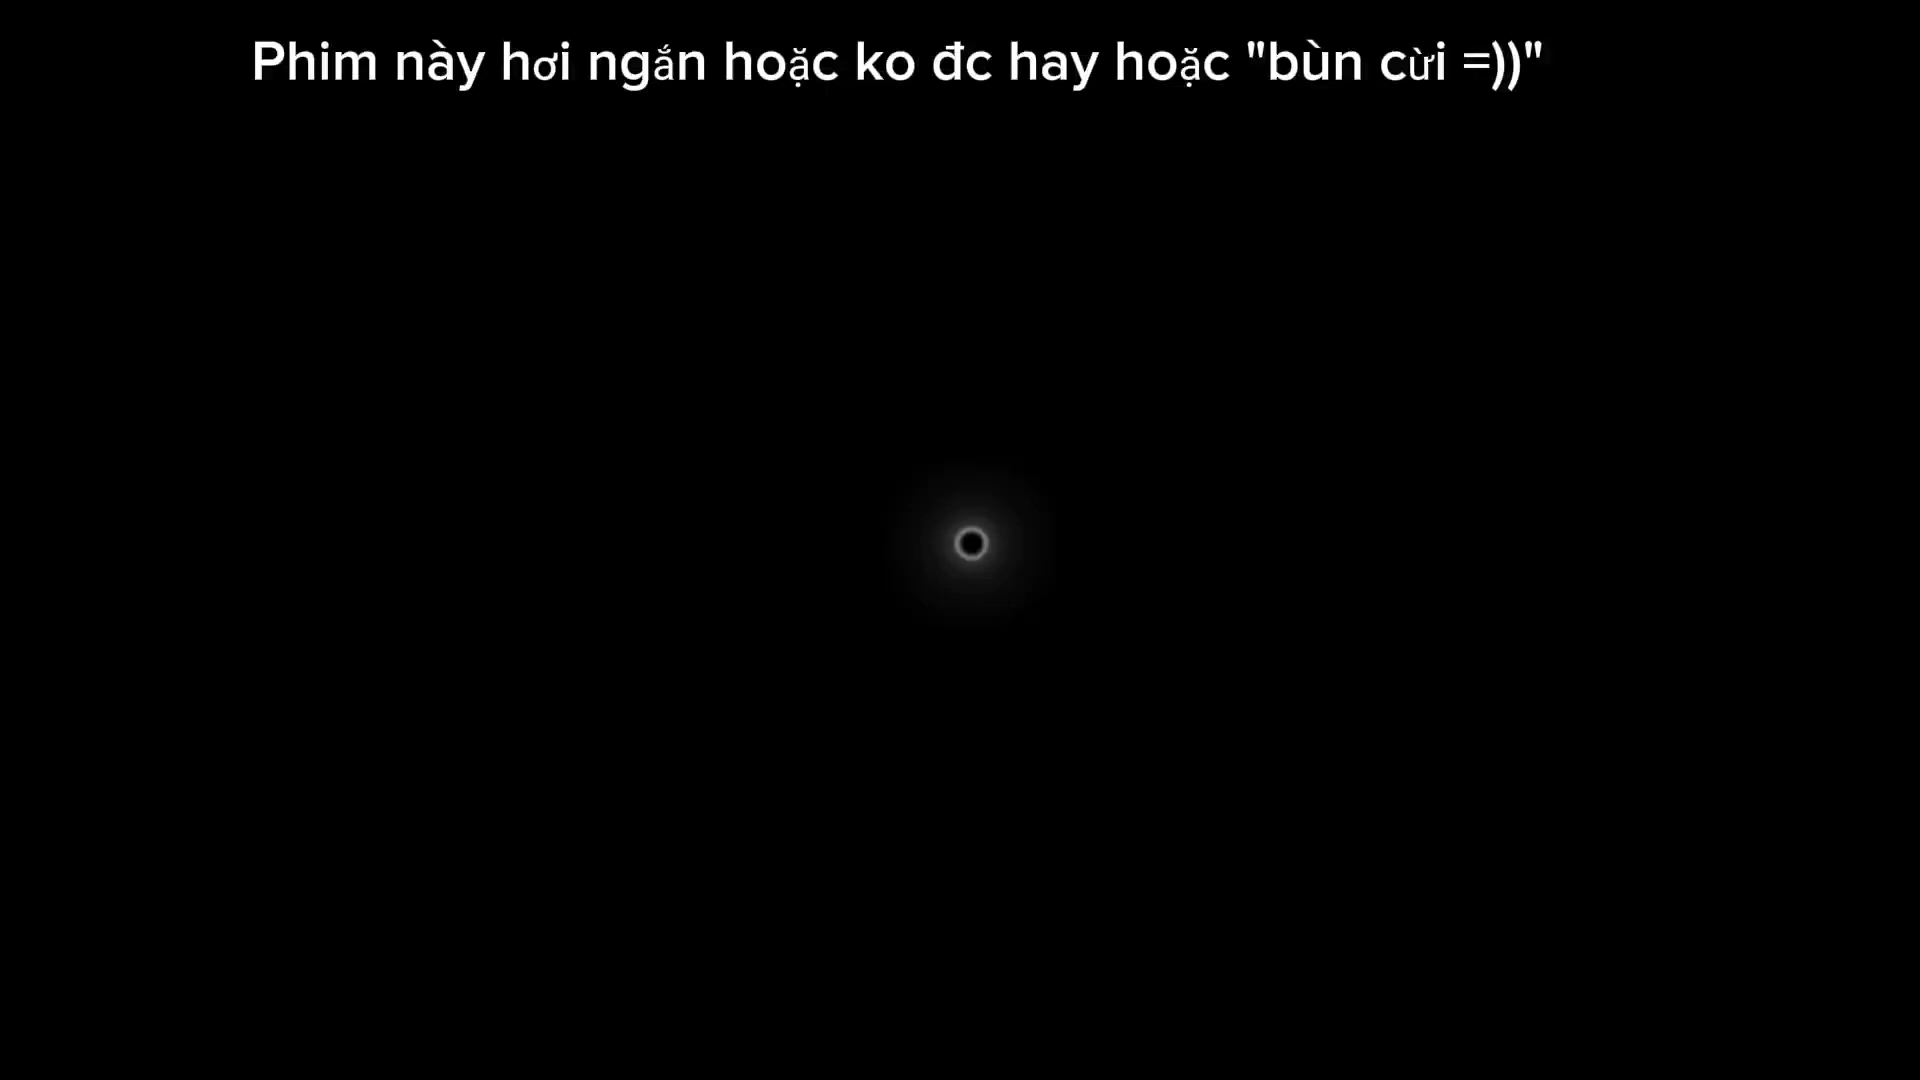 Phim này hơi ngắn hoặc ko đc hay hoặc "bùn cừi =))"